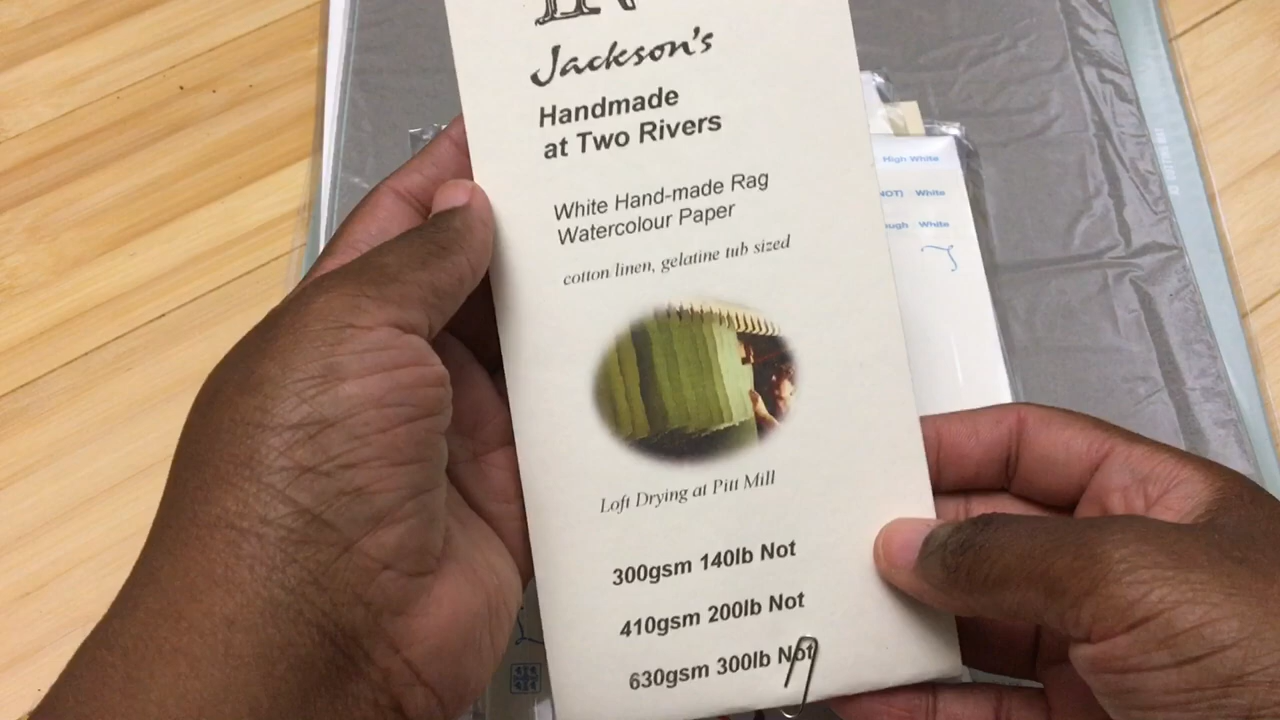 Jackson's
Handmade
at Two Rivers
White Hand-made Rag
Watercolour Paper
cotton linen, gelatine tub sized
Loft Drying at Pitt Mill
300gsm 140lb Not
410gsm 200lb Not
630gsm 300lb Not
High White
White
White